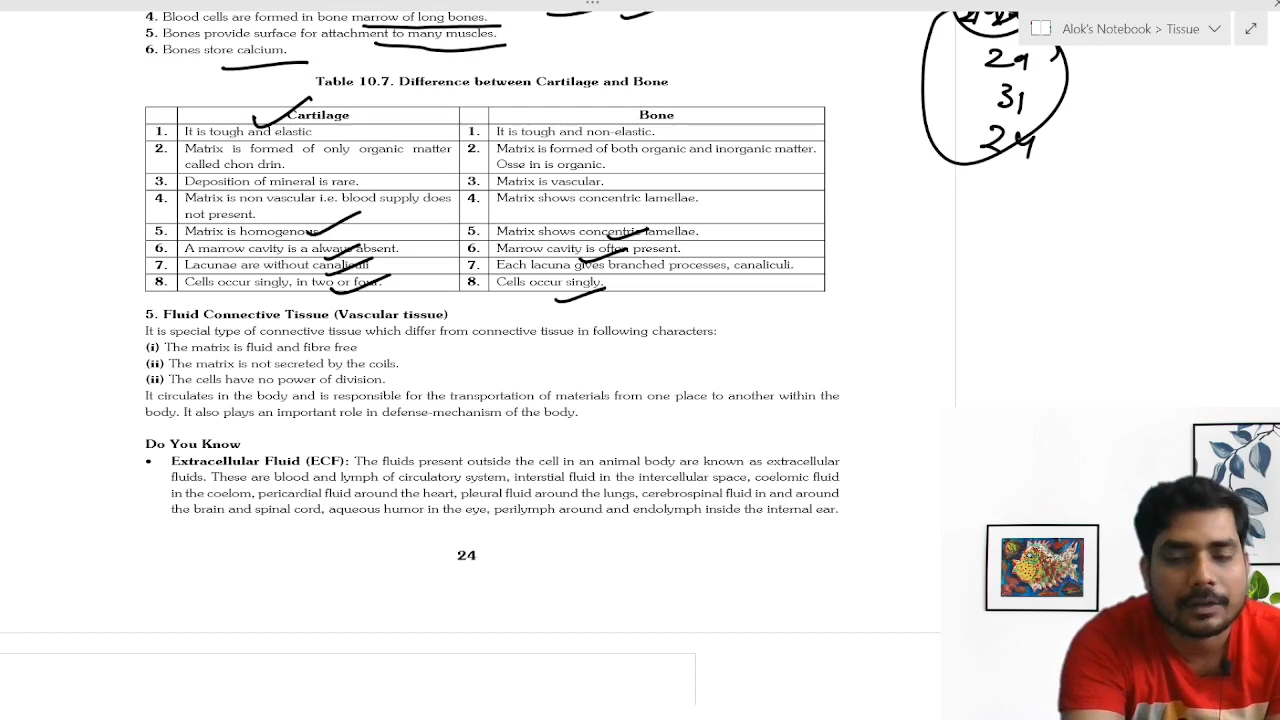 4. Blood cells are formed in bone marrow of long bones.
5. Bones provide surface for attachment to many muscles.
6. Bones store calcium.
Alok's Notebook > Tissue
29
31
24
Table 10.7. Difference between Cartilage and Bone
Cartilage Bone
1. It is tough and elastic 1. It is tough and non-elastic.
2. Matrix is formed of only organic matter 2. Matrix is formed of both organic and inorganic matter.
called chon drin. Osse in is organic.
3. Deposition of mineral is rare. 3. Matrix is vascular.
4. Matrix is non vascular i.e. blood supply does 4. Matrix shows concentric lamellae.
not present.
5. Matrix is homogenous 5. Matrix shows concentric lamellae.
6. A marrow cavity is a always absent. 6. Marrow cavity is often present.
7. Lacunae are without canaliculi 7. Each lacuna gives branched processes, canaliculi.
8. Cells occur singly, in two or four. 8. Cells occur singly.
5. Fluid Connective Tissue (Vascular tissue)
It is special type of connective tissue which differ from connective tissue in following characters:
(i) The matrix is fluid and fibre free
(ii) The matrix is not secreted by the coils.
(ii) The cells have no power of division.
It circulates in the body and is responsible for the transportation of materials from one place to another within the
body. It also plays an important role in defense-mechanism of the body.
Do You Know
• Extracellular Fluid (ECF): The fluids present outside the cell in an animal body are known as extracellular
fluids. These are blood and lymph of circulatory system, interstial fluid in the intercellular space, coelomic fluid
in the coelom, pericardial fluid around the heart, pleural fluid around the lungs, cerebrospinal fluid in and around
the brain and spinal cord, aqueous humor in the eye, perilymph around and endolymph inside the internal ear.
24